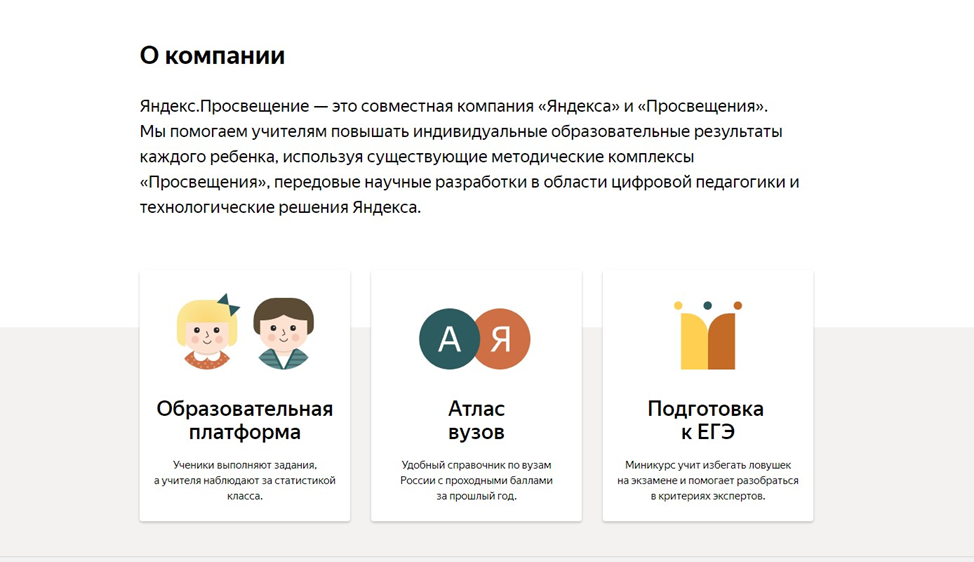 О компании
Яндекс.Просвещение — это совместная компания «Яндекса» и «Просвещения».
Мы помогаем учителям повышать индивидуальные образовательные результаты
каждого ребенка, используя существующие методические комплексы
«Просвещения», передовые научные разработки в области цифровой педагогики и
технологические решения Яндекса.
Образовательная
платформа
Ученики выполняют задания,
а учителя наблюдают за статистикой
класса.
А Я
Атлас
вузов
Удобный справочник по вузам
России с проходными баллами
за прошлый год.
Подготовка
к ЕГЭ
Миникурс учит избегать ловушек
на экзамене и помогает разобраться
в критериях экспертов.